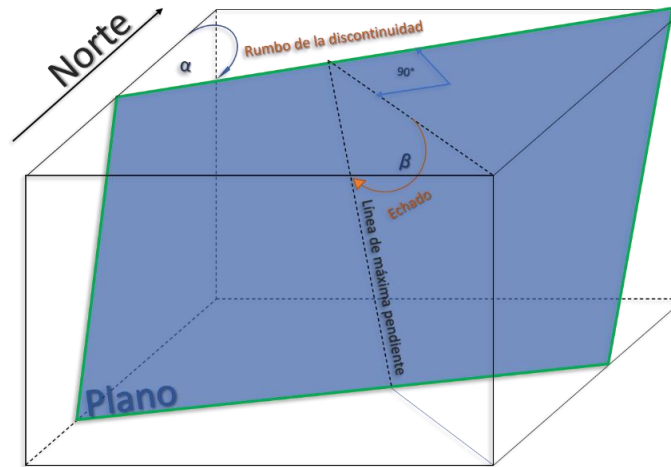 Norte
α
Rumbo de la discontinuidad
90°
β
Echado
Línea de máxima pendiente
Plano